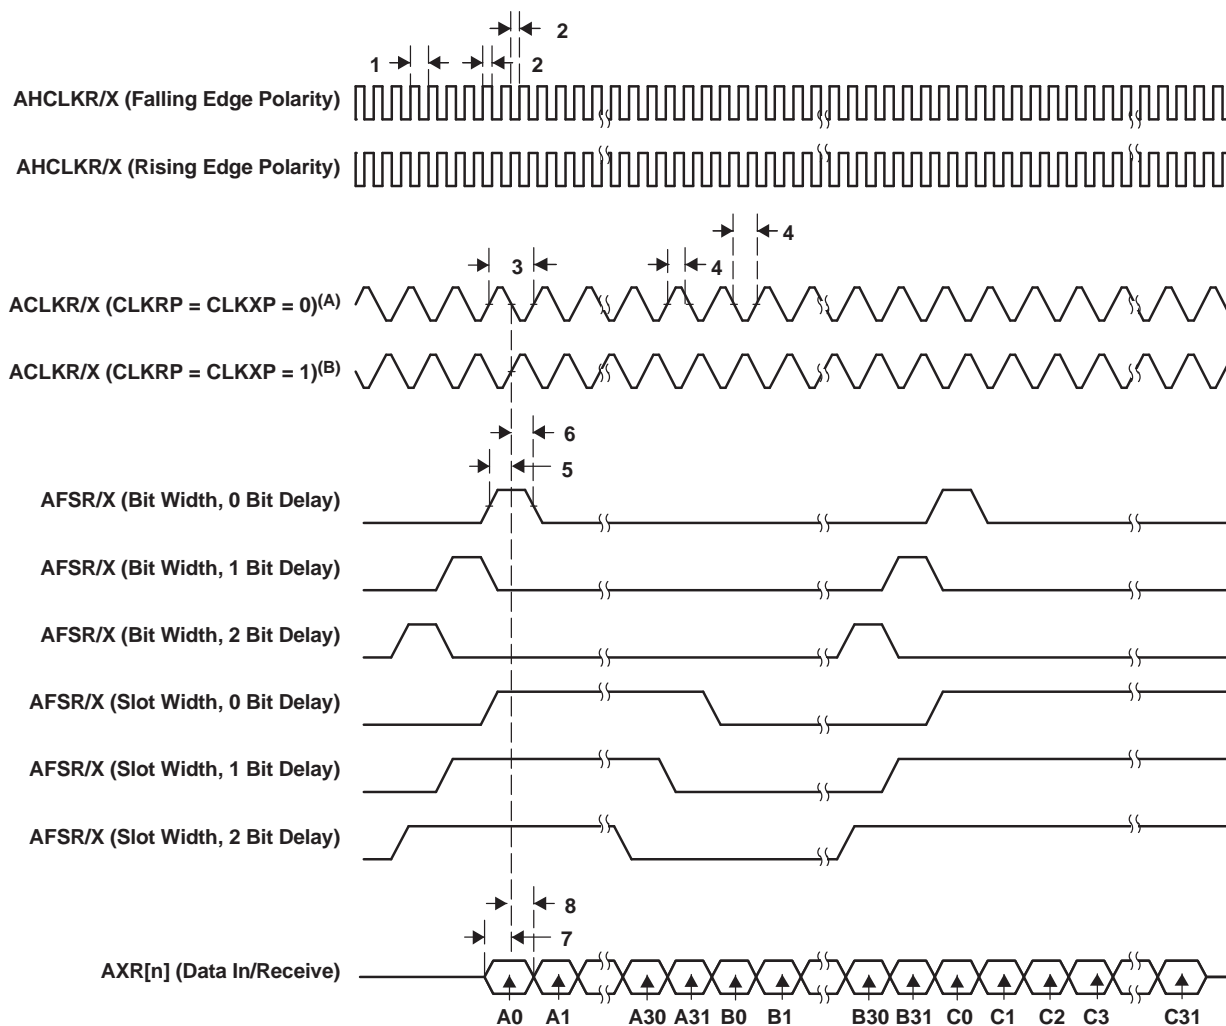 2
1
2
AHCLKR/X (Falling Edge Polarity)
AHCLKR/X (Rising Edge Polarity)
4
3
4
ACLKR/X (CLKRP = CLKXP = 0)(A)
ACLKR/X (CLKRP = CLKXP = 1)(B)
6
5
AFSR/X (Bit Width, 0 Bit Delay)
AFSR/X (Bit Width, 1 Bit Delay)
AFSR/X (Bit Width, 2 Bit Delay)
AFSR/X (Slot Width, 0 Bit Delay)
AFSR/X (Slot Width, 1 Bit Delay)
AFSR/X (Slot Width, 2 Bit Delay)
8
7
AXR[n] (Data In/Receive)
A0 A1 A30 A31 B0 B1 B30 B31 C0 C1 C2 C3 C31